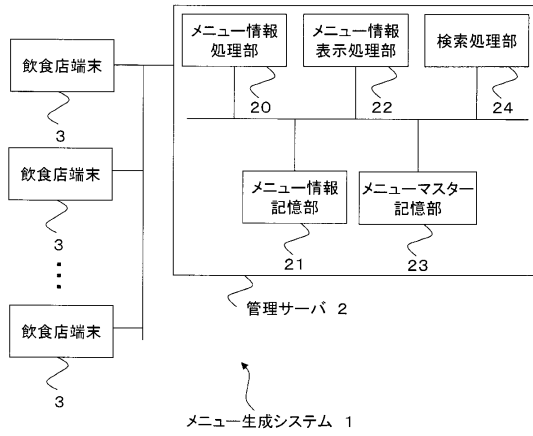 飲食店端末
3
飲食店端末
3
飲食店端末
3
メニュー情報
処理部
20
メニュー情報
表示処理部
22
検索処理部
24
メニュー情報
記憶部
21
メニューマスター
記憶部
23
管理サーバ 2
メニュー生成システム 1